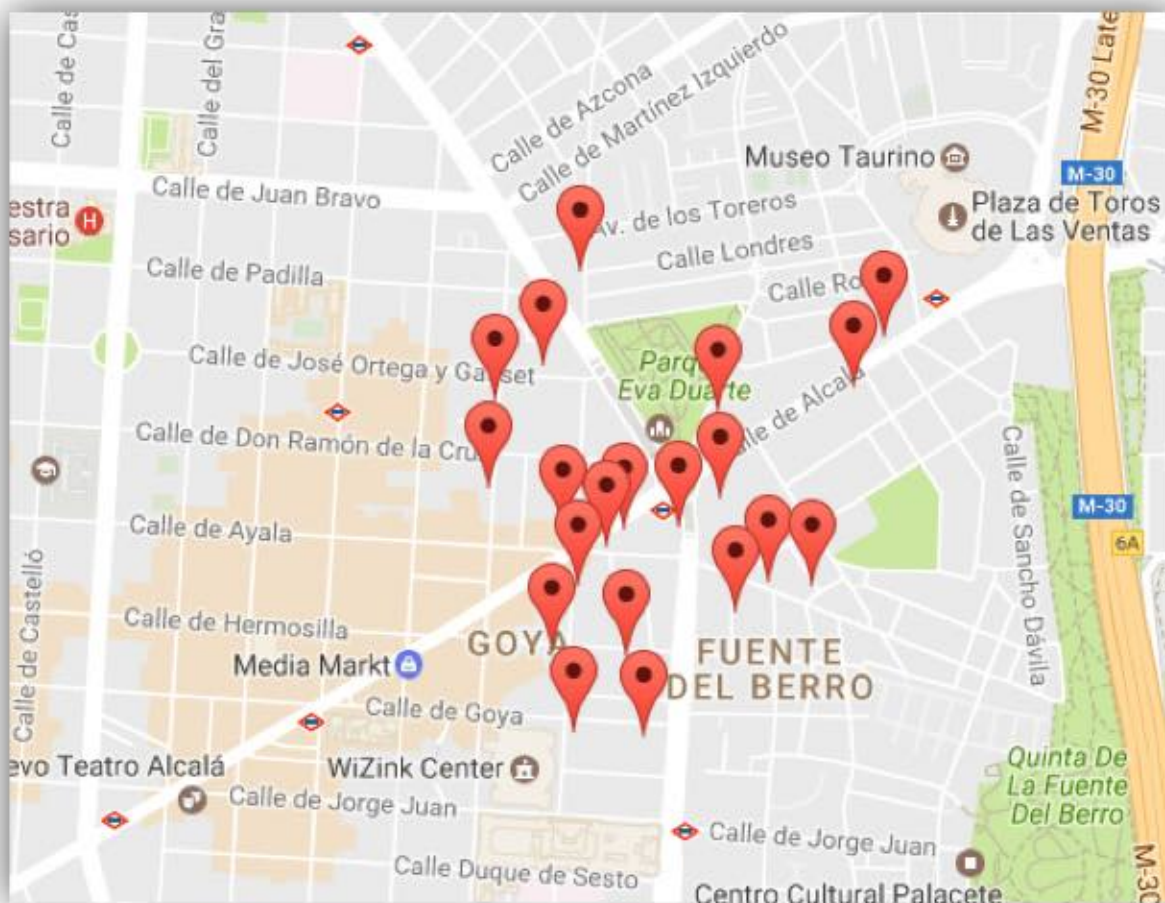 Calle de Cas
Calle del Gra
Calle de Azcona
Calle de Martínez Izquierdo
M-30 Late
Museo Taurino
M-30
Calle de Juan Bravo
estra
sario
H
Av. de los Toreros
Plaza de Toros
de Las Ventas
Calle de Padilla
Calle Londres
Calle Ro
Calle de José Ortega y Gasset
Parq
Eva Duarte
Calle de Alcalá
Calle de Don Ramón de la Cru
Calle de Sancho Dávila
M-30
Calle de Ayala
6A
Calle de Castelló
Calle de Hermosilla
GOYA
Media Markt
FUENTE
DEL BERRO
Calle de Goya
evo Teatro Alcalá
WiZink Center
Quinta De
La Fuente
Del Berro
Calle de Jorge Juan
Calle de Jorge Juan
Calle Duque de Sesto
Centro Cultural Palacete
M-30